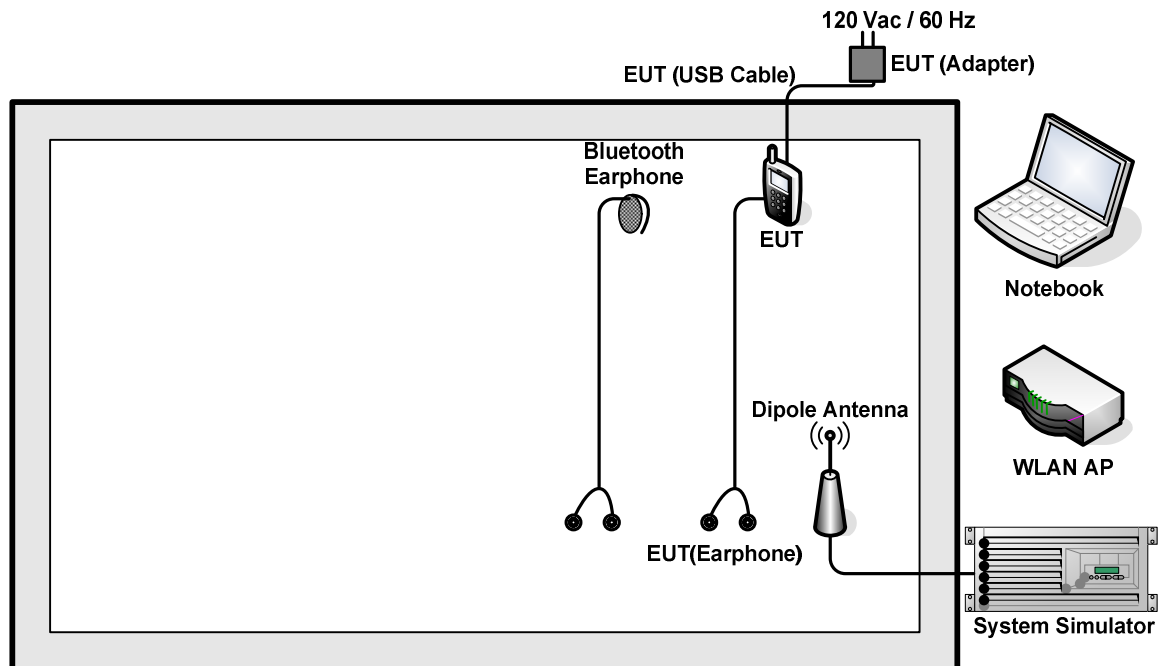 120 Vac / 60 Hz
EUT (Adapter)
EUT (USB Cable)
Bluetooth
Earphone
EUT
Notebook
Dipole Antenna
WLAN AP
EUT(Earphone)
System Simulator